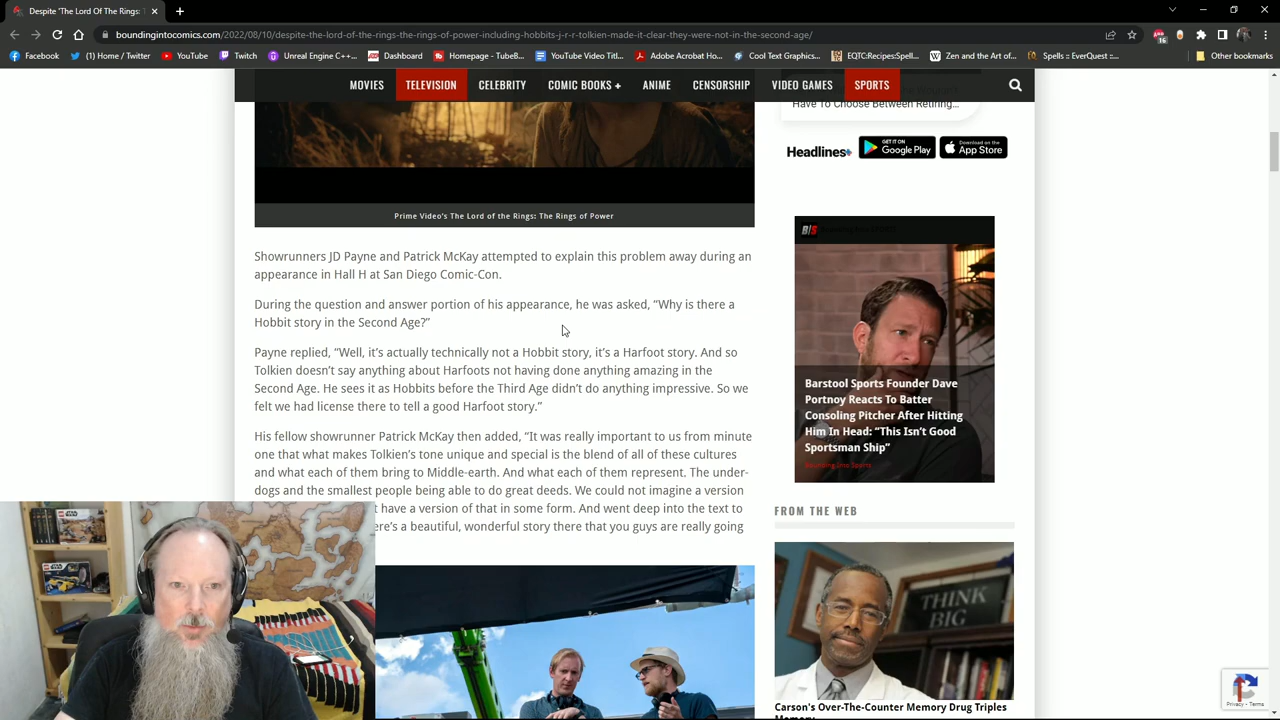 Despite 'The Lord Of The Rings: T
boundingintocomics.com/2022/08/10/despite-the-lord-of-the-rings-the-rings-of-power-including-hobbits-j-r-r-tolkien-made-it-clear-they-were-not-in-the-second-age/
16
Facebook
(1) Home / Twitter
YouTube
Twitch
Unreal Engine C++...
Dashboard
Homepage - TubeB...
YouTube
Adobe Acrobat Ho...
Cool Text Graphics...
EQTC:RecipesSpell...
Zen and the Art of...
Spells :: EverQuest :...
Other bookmarks
MOVIES
TELEVISION
CELEBRITY
COMIC BOOKS +
ANIME
CENSORSHIP
VIDEO GAMES
SPORTS
Have To Choose Between Retiring...
Headlines
GET IT ON
Google Play
Download on the
App Store
Prime Video's The Lord of the Rings: The Rings of Power
Showrunners JD Payne and Patrick McKay attempted to explain this problem away during an
appearance in Hall H at San Diego Comic-Con.
During the question and answer portion of his appearance, he was asked, “Why is there a
Hobbit story in the Second Age?”
Payne replied, “Well, it’s actually technically not a Hobbit story, it’s a Harfoot story. And so
Tolkien doesn’t say anything about Harfoots not having done anything amazing in the
Second Age. He sees it as Hobbits before the Third Age didn’t do anything impressive. So we
felt we had license there to tell a good Harfoot story.”
His fellow showrunner Patrick McKay then added, “It was really important to us from minute
one that what makes Tolkien’s tone unique and special is the blend of all of these cultures
and what each of them bring to Middle-earth. And what each of them represent. The under-
dogs and the smallest people being able to do great deeds. We could not imagine a version
t have a version of that in some form. And went deep into the text to
ere’s a beautiful, wonderful story there that you guys are really going
B/S
Barstool Sports Founder Dave
Portnoy Reacts To Batter
Consoling Pitcher After Hitting
Him In Head: “This Isn’t Good
Sportsman Ship”
Bounding Into Sports
FROM THE WEB
THINK
BIG
Carson's Over-The-Counter Memory Drug Triples
Privacy - Terms